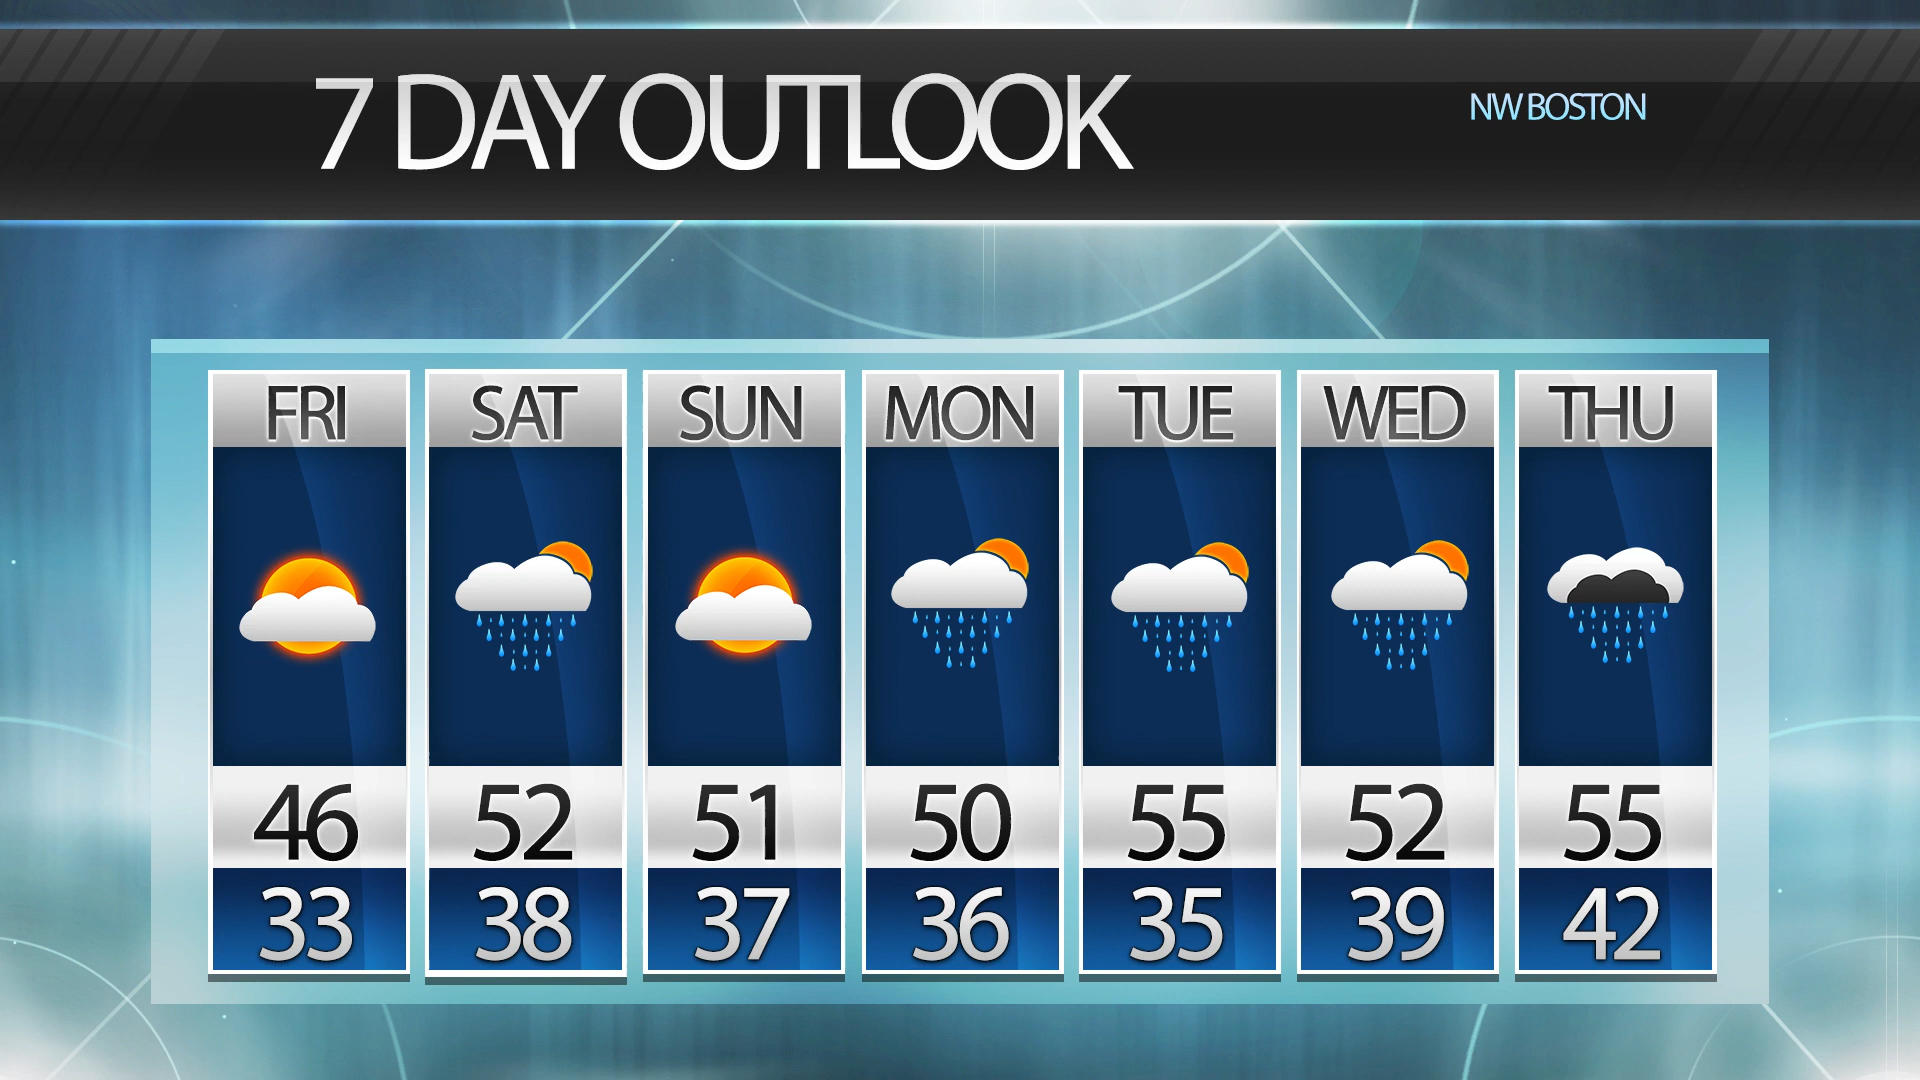 7 DAY OUTLOOK
NW BOSTON
FRI SAT SUN MON TUE WED THU
46 52 51 50 55 52 55
33 38 37 36 35 39 42